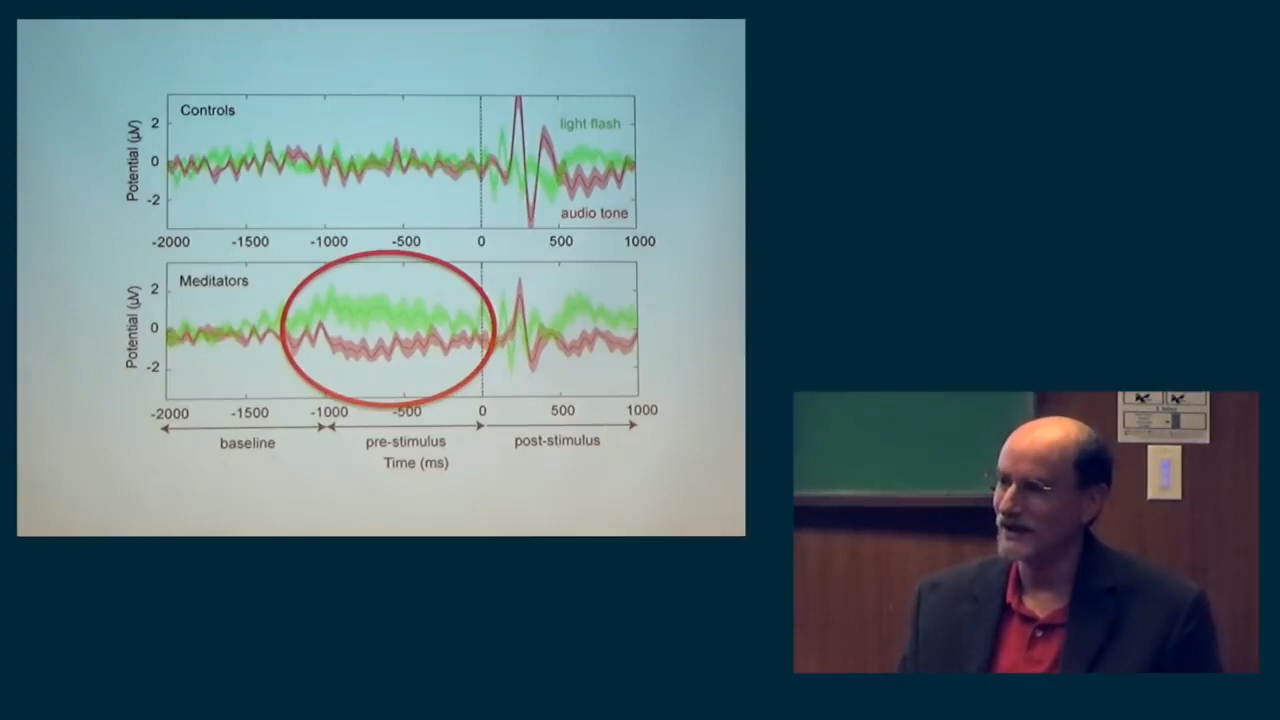 Controls
light flash
audio tone
Potential (µV)
2
0
-2
-2000 -1500 -1000 -500 0 500 1000
Meditators
Potential (µV)
2
0
-2
-2000 -1500 -1000 -500 0 500 1000
baseline pre-stimulus post-stimulus
Time (ms)